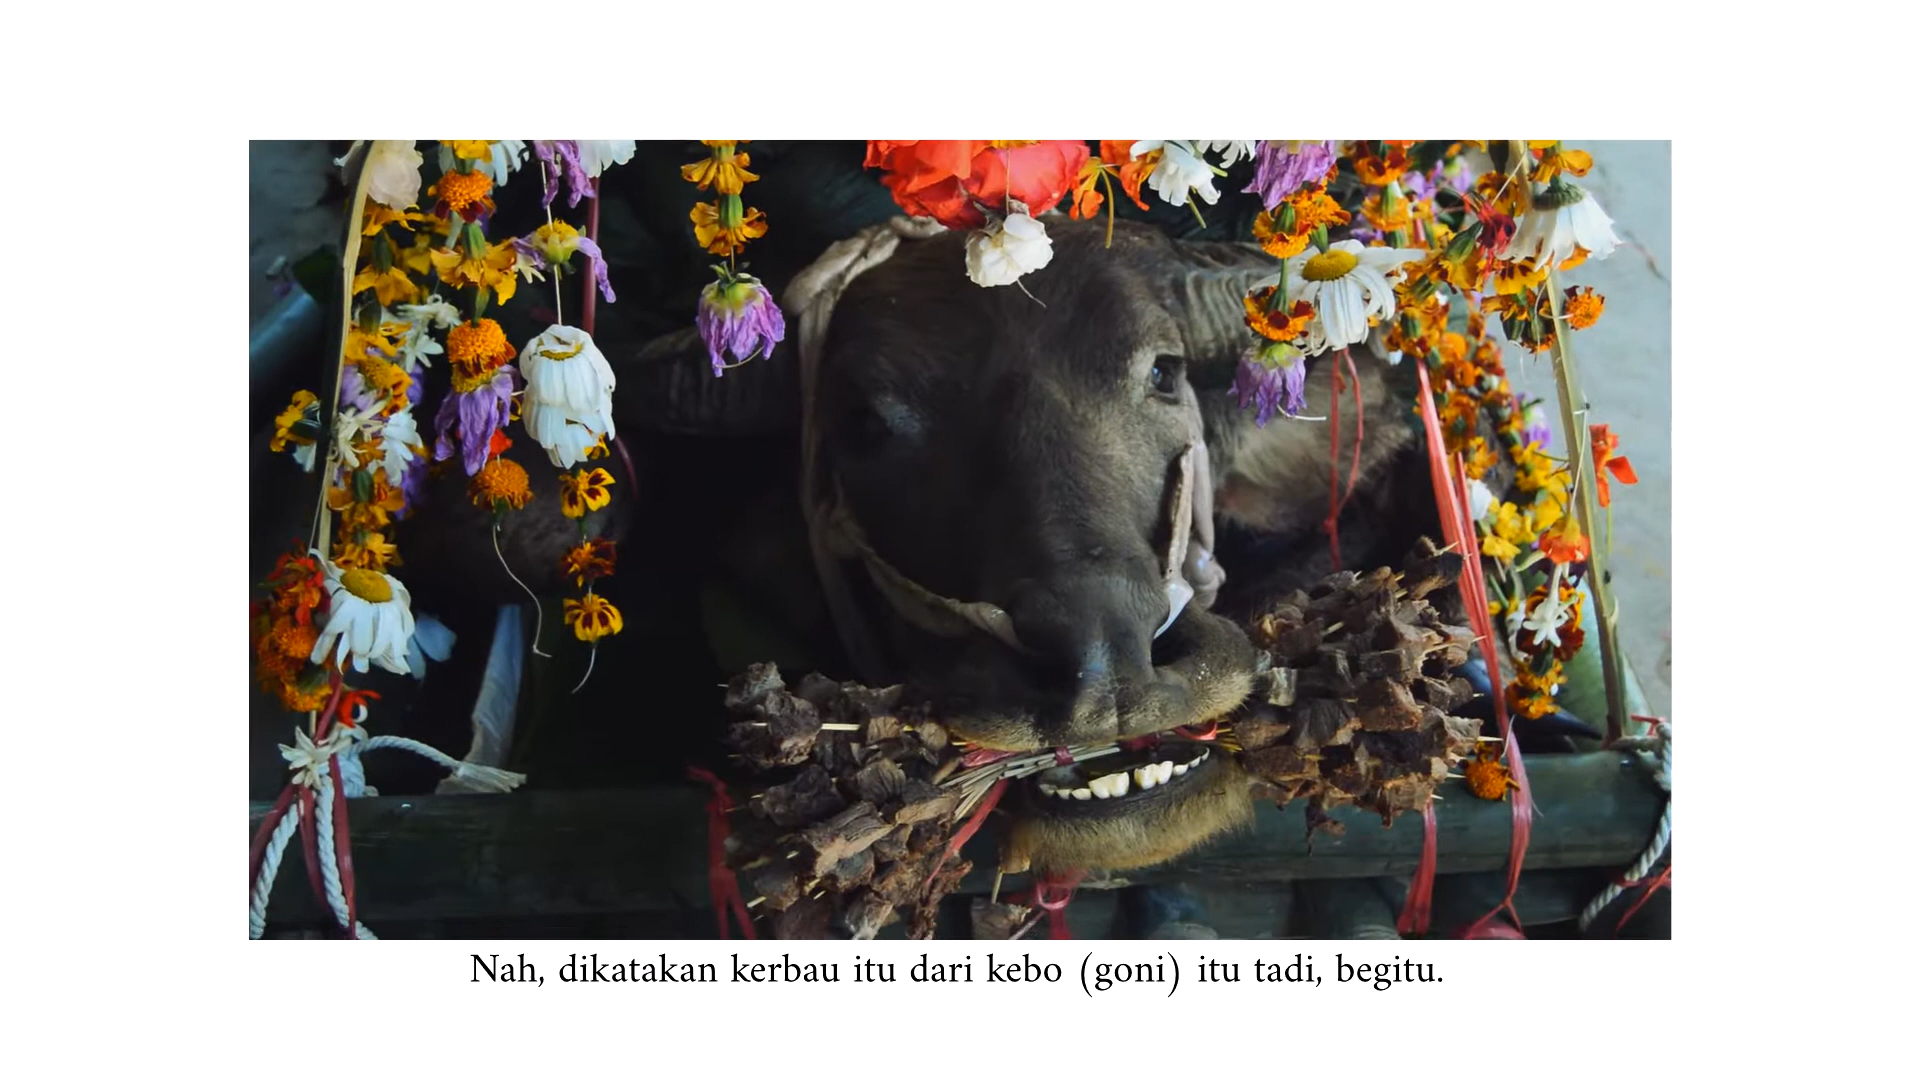 Nah, dikatakan kerbau itu dari kebo (goni) itu tadi, begitu.